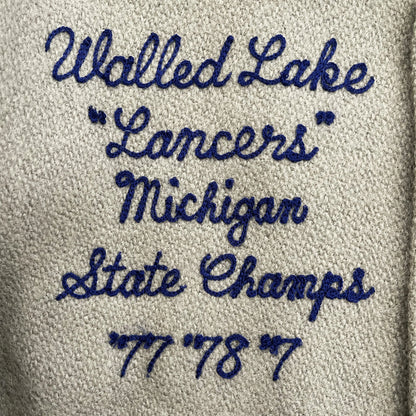 Walled Lake
"Lancers"
Michigan
State Champs
"77 "78 "7